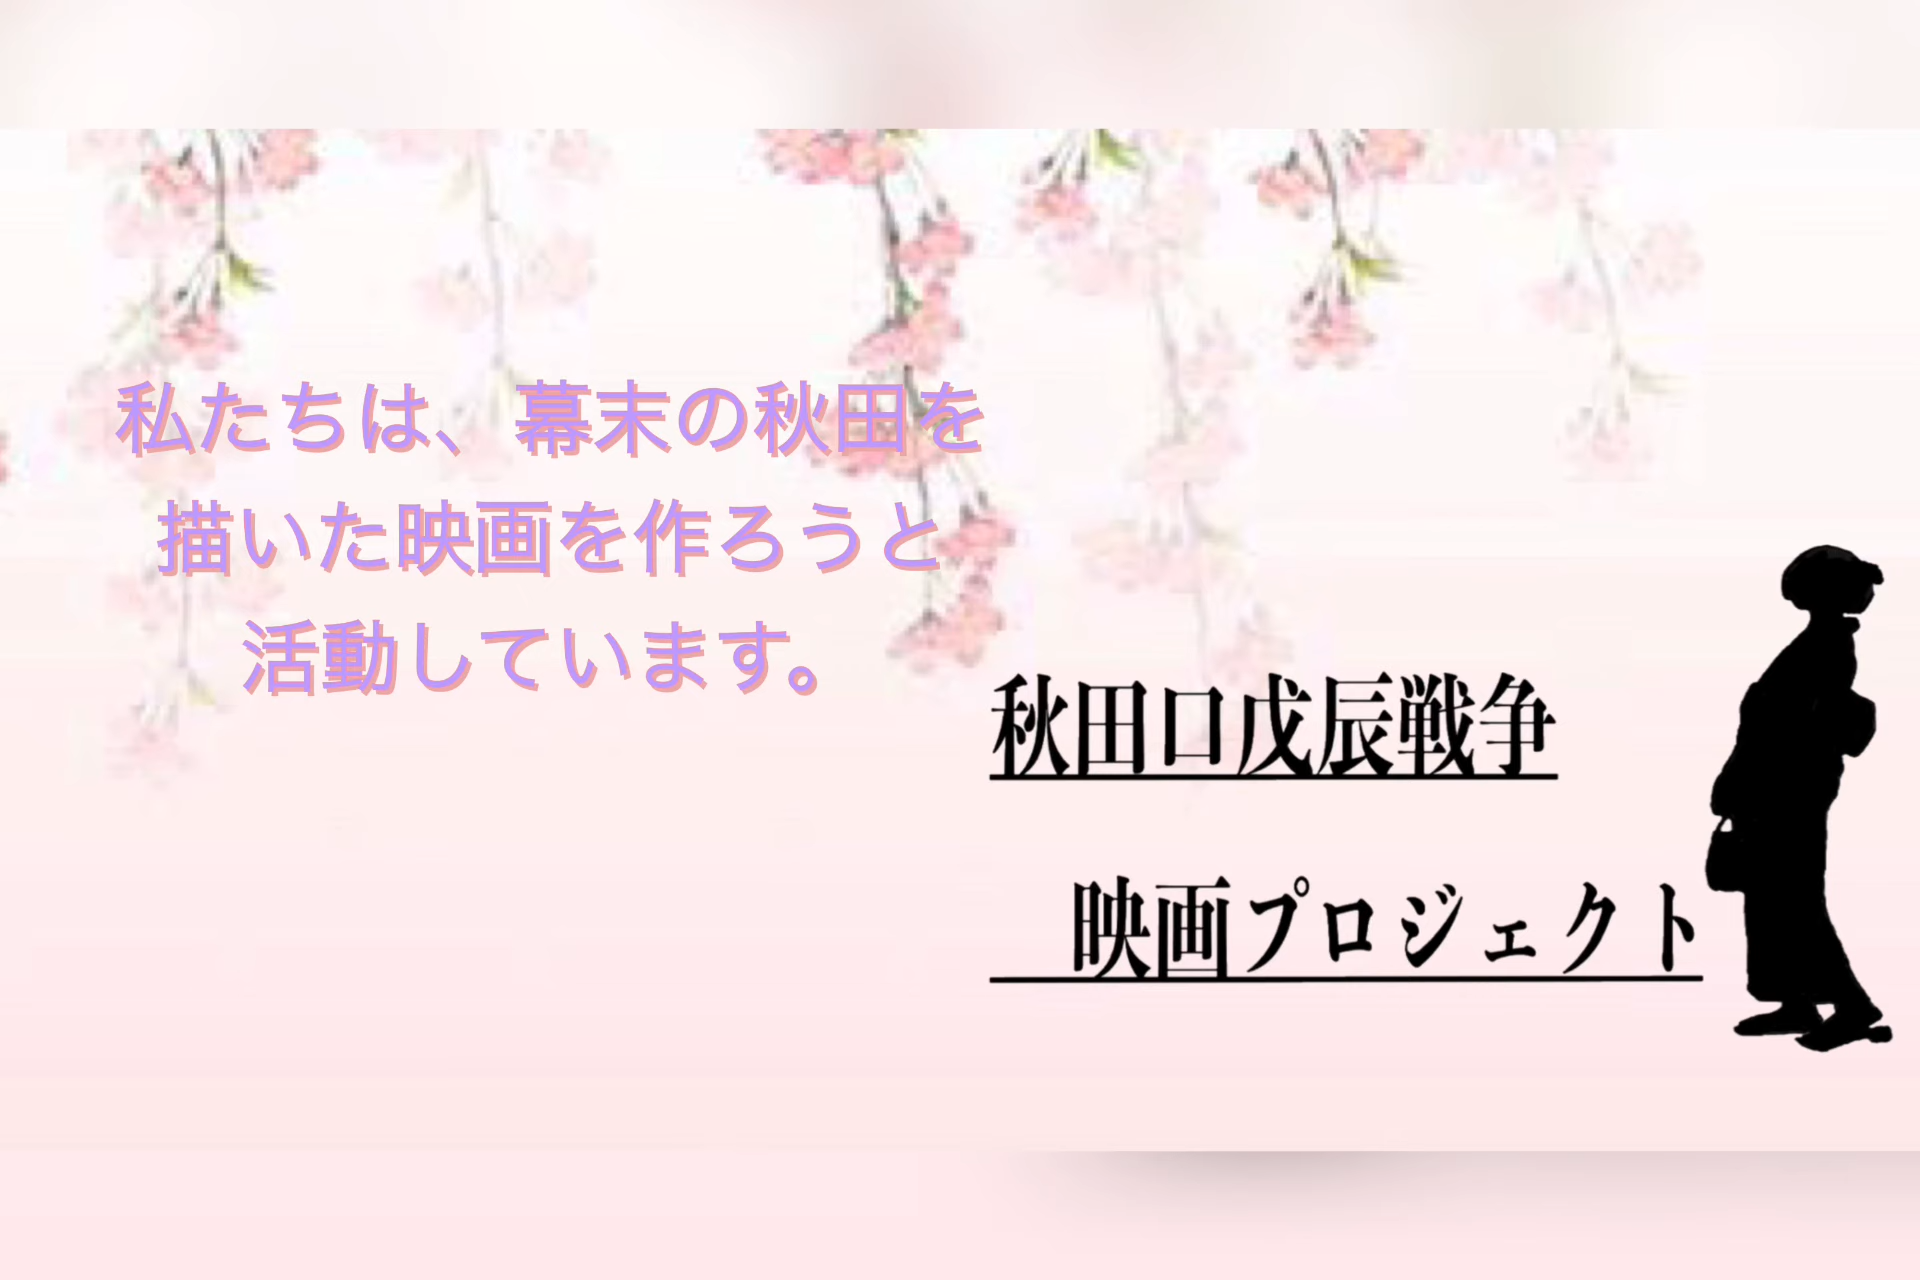 私たちは、幕末の秋田を
描いた映画を作ろうと
活動しています。
秋田口戊辰戦争
映画プロジェクト